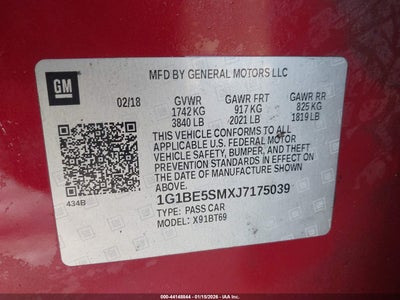 GM
MFD BY GENERAL MOTORS LLC
02/18 GVWR GAWR FRT GAWR RR
1742 KG 917 KG 825 KG
3840 LB 2021 LB 1819 LB
THIS VEHICLE CONFORMS TO ALL
APPLICABLE U.S. FEDERAL MOTOR
VEHICLE SAFETY, BUMPER, AND THEFT
PREVENTION STANDARDS IN EFFECT
ON THE DATE OF MANUFACTURE
SHOWN ABOVE.
1G1BE5SMXJ7175039
TYPE: PASS CAR
MODEL: X91BT69
434B
000-44148844 - 01/15/2026 -